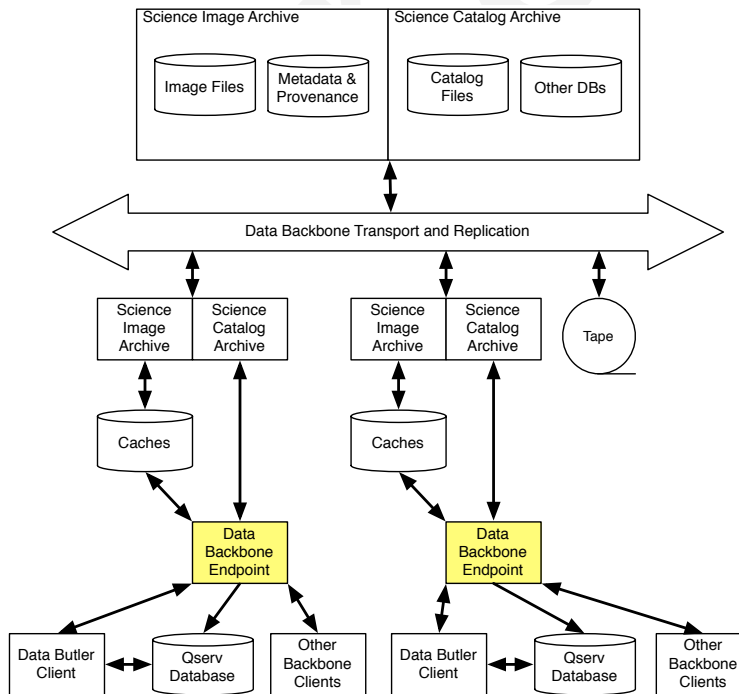 Science Image Archive
Science Catalog Archive
Image Files
Metadata &
Provenance
Catalog
Files
Other DBs
Data Backbone Transport and Replication
Science
Image
Archive
Science
Catalog
Archive
Science
Image
Archive
Science
Catalog
Archive
Tape
Caches
Caches
Data
Backbone
Endpoint
Data
Backbone
Endpoint
Data Butler
Client
Qserv
Database
Other
Backbone
Clients
Data Butler
Client
Qserv
Database
Other
Backbone
Clients